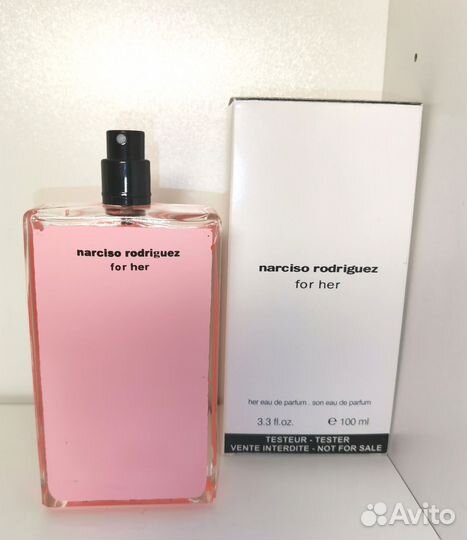 narciso rodriguez
for her
narciso rodriguez
for her
her eau de parfum . son eau de parfum
3.3 fl.oz. ℮ 100 ml
TESTEUR - TESTER
VENTE INTERDITE - NOT FOR SALE
Avito